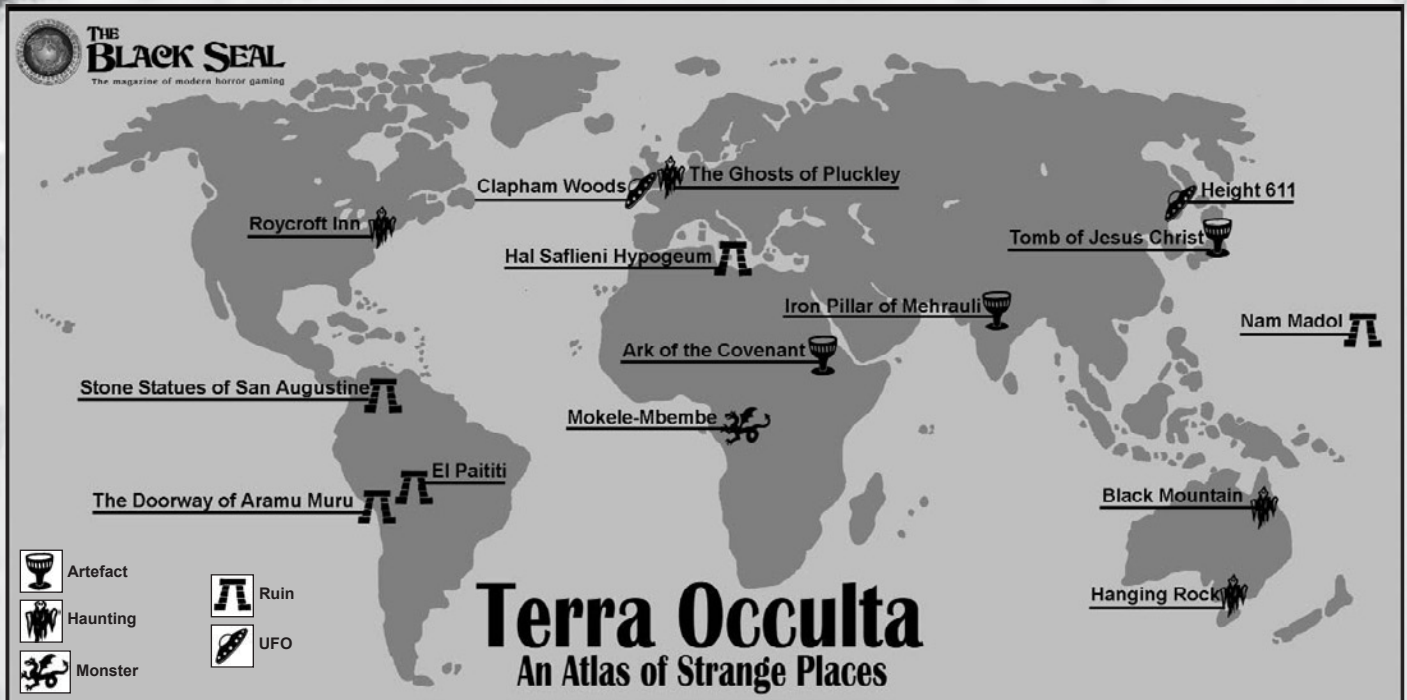 THE
BLACK SEAL
The magazine of modern horror gaming
Clapham Woods
The Ghosts of Pluckley
Height 611
Roycroft Inn
Tomb of Jesus Christ
Hal Saflieni Hypogeum
Iron Pillar of Mehrauli
Nam Madol
Ark of the Covenant
Stone Statues of San Augustine
Mokele-Mbembe
El Paititi
The Doorway of Aramu Muru
Black Mountain
Hanging Rock
Artefact
Haunting
Monster
Ruin
UFO
Terra Occulta
An Atlas of Strange Places